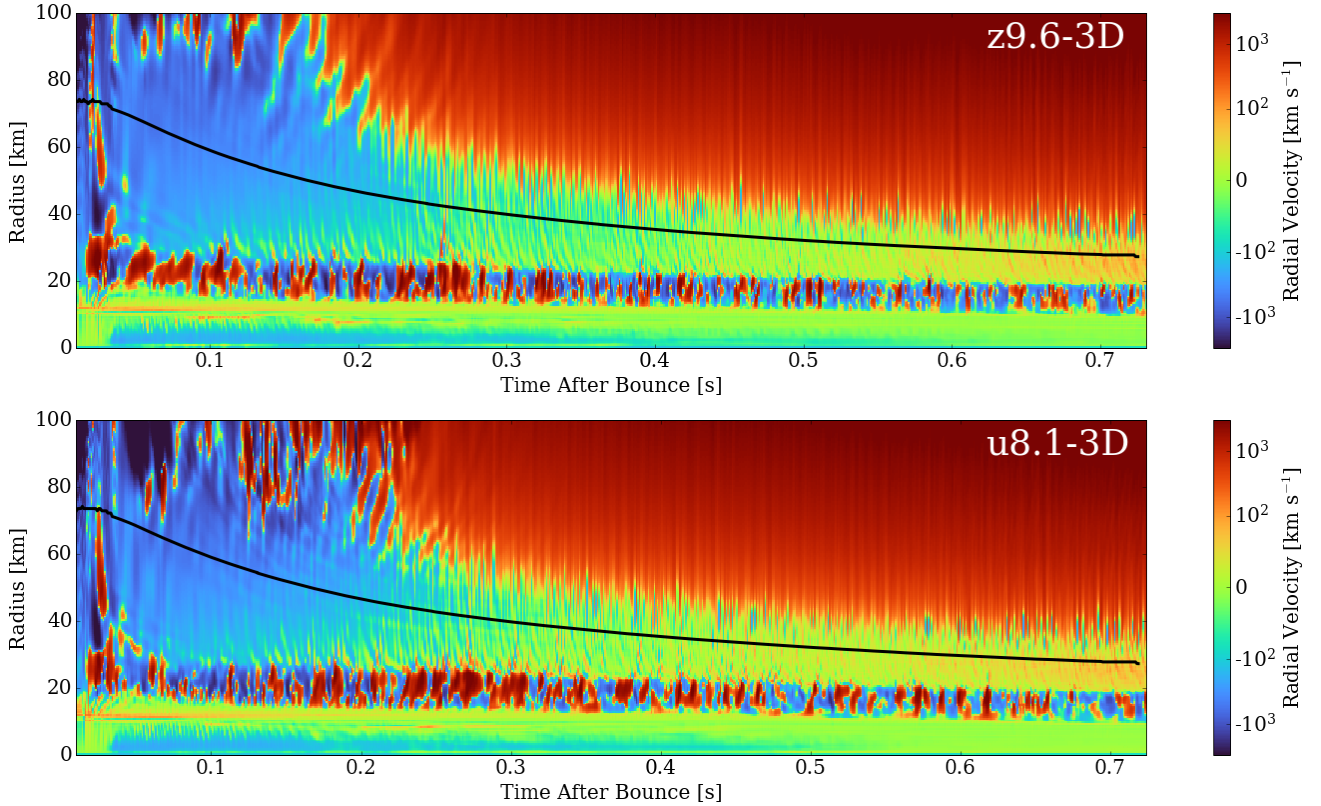 z9.6-3D
100
80
60
40
20
0
Radius [km]
0.1 0.2 0.3 0.4 0.5 0.6 0.7
Time After Bounce [s]
10³
10²
0
-10²
-10³
Radial Velocity [km s⁻¹]
u8.1-3D
100
80
60
40
20
0
Radius [km]
0.1 0.2 0.3 0.4 0.5 0.6 0.7
Time After Bounce [s]
10³
10²
0
-10²
-10³
Radial Velocity [km s⁻¹]